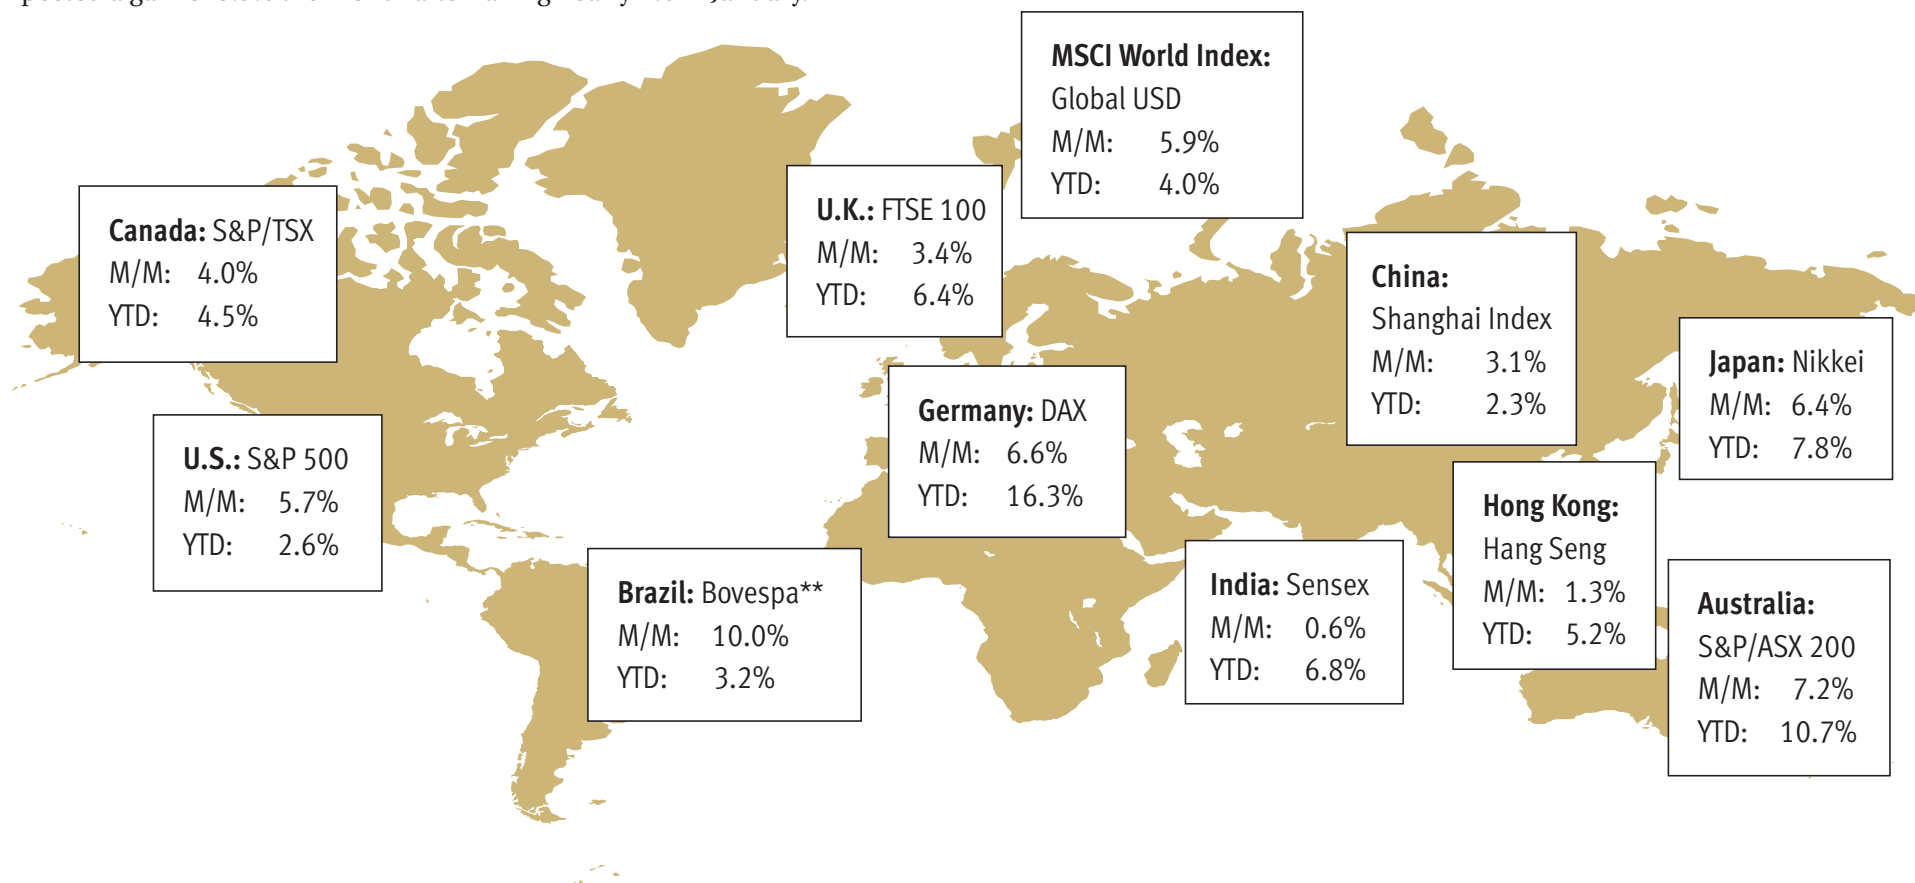 MSCI World Index:
Global USD
M/M: 5.9%
YTD: 4.0%
Canada: S&P/TSX
M/M: 4.0%
YTD: 4.5%
U.K.: FTSE 100
M/M: 3.4%
YTD: 6.4%
China:
Shanghai Index
M/M: 3.1%
YTD: 2.3%
Japan: Nikkei
M/M: 6.4%
YTD: 7.8%
Germany: DAX
M/M: 6.6%
YTD: 16.3%
U.S.: S&P 500
M/M: 5.7%
YTD: 2.6%
Hong Kong:
Hang Seng
M/M: 1.3%
YTD: 5.2%
Brazil: Bovespa**
M/M: 10.0%
YTD: 3.2%
India: Sensex
M/M: 0.6%
YTD: 6.8%
Australia:
S&P/ASX 200
M/M: 7.2%
YTD: 10.7%